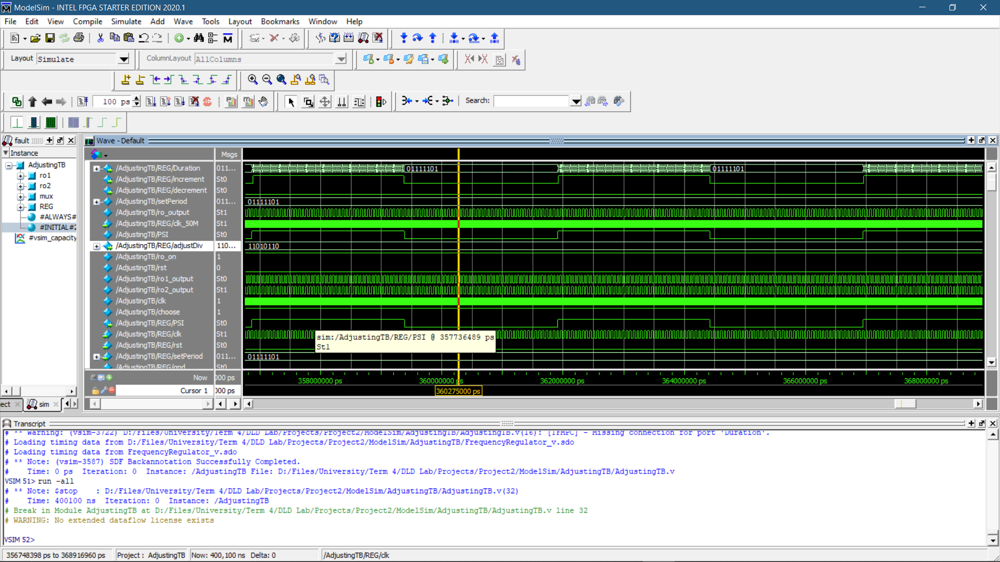 ModelSim - INTEL FPGA STARTER EDITION 2020.1
File Edit View Compile Simulate Add Wave Tools Layout Bookmarks Window Help
Layout Simulate ColumnLayout AllColumns
100 ps Search:
fault
Wave - Default
Instance
Msgs
AdjustingTB
ro1
ro2
mux
REG
#ALWAYS#
#INITIAL#2
#vsim_capacity
/AdjustingTB/REG/Duration 011... 01111101 01111101
/AdjustingTB/REG/increment St0
/AdjustingTB/REG/decrement St0
/AdjustingTB/setPeriod 011... 01111101
/AdjustingTB/ro_output St1
/AdjustingTB/REG/clk_50M St1
/AdjustingTB/PSI St0
/AdjustingTB/REG/adjustDiv 110... 11010110
/AdjustingTB/ro_on 1
/AdjustingTB/rst 0
/AdjustingTB/ro1_output St0
/AdjustingTB/ro2_output St1
/AdjustingTB/clk 1
/AdjustingTB/choose 1
/AdjustingTB/REG/PSI St0
/AdjustingTB/REG/clk St1
/AdjustingTB/REG/rst St0
/AdjustingTB/REG/setPeriod 011... 01111101
/AdjustingTB/REG/gnd St0
sim:/AdjustingTB/REG/PSI @ 357736489 ps
St1
Now 000 ps
358000000 ps 360000000 ps 362000000 ps 364000000 ps 366000000 ps 368000000 ps
Cursor 1 000 ps
360275000 ps
ect sim
Transcript
# ** Warning: (vsim-3722) D:/Files/University/Term 4/DLD Lab/Projects/Project2/ModelSim/AdjustingTB/AdjustingTB.v(16): [TFMPC] - Missing connection for port 'Duration'.
# Loading timing data from D:/Files/University/Term 4/DLD Lab/Projects/Project2/ModelSim/AdjustingTB/FrequencyRegulator_v.sdo
# Loading timing data from FrequencyRegulator_v.sdo
# ** Note: (vsim-3587) SDF Backannotation Successfully Completed.
# Time: 0 ps Iteration: 0 Instance: /AdjustingTB File: D:/Files/University/Term 4/DLD Lab/Projects/Project2/ModelSim/AdjustingTB/AdjustingTB.v
VSIM 51> run -all
# ** Note: $stop : D:/Files/University/Term 4/DLD Lab/Projects/Project2/ModelSim/AdjustingTB/AdjustingTB.v(32)
# Time: 400100 ns Iteration: 0 Instance: /AdjustingTB
# Break in Module AdjustingTB at D:/Files/University/Term 4/DLD Lab/Projects/Project2/ModelSim/AdjustingTB/AdjustingTB.v line 32
# WARNING: No extended dataflow license exists
VSIM 52>
356748398 ps to 368916960 ps Project : AdjustingTB Now: 400,100 ns Delta: 0 /AdjustingTB/REG/clk